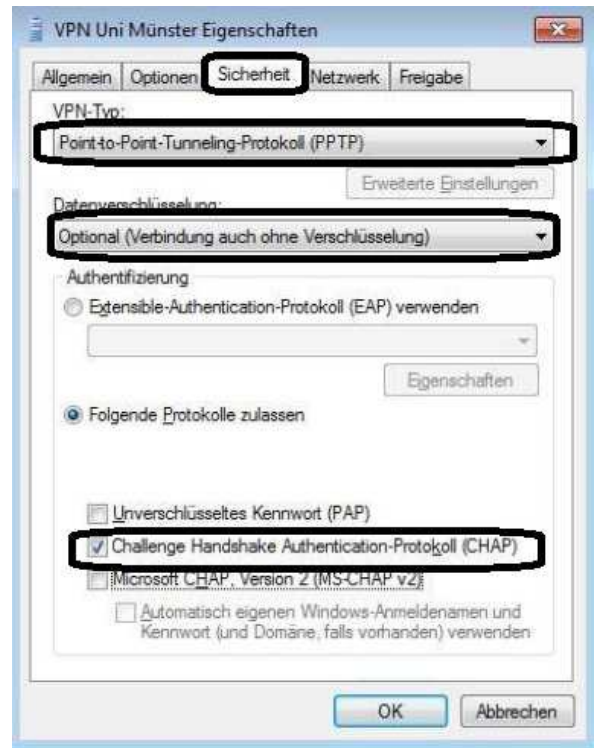 VPN Uni Münster Eigenschaften
Allgemein Optionen Sicherheit Netzwerk Freigabe
VPN-Typ:
Point-to-Point-Tunneling-Protokoll (PPTP)
Erweiterte Einstellungen
Datenverschlüsselung:
Optional (Verbindung auch ohne Verschlüsselung)
Authentifizierung
Extensible-Authentication-Protokoll (EAP) verwenden
Eigenschaften
Folgende Protokolle zulassen
Unverschlüsseltes Kennwort (PAP)
Challenge Handshake Authentication-Protokoll (CHAP)
Microsoft CHAP, Version 2 (MS-CHAP v2)
Automatisch eigenen Windows-Anmeldenamen und
Kennwort (und Domäne, falls vorhanden) verwenden
OK Abbrechen